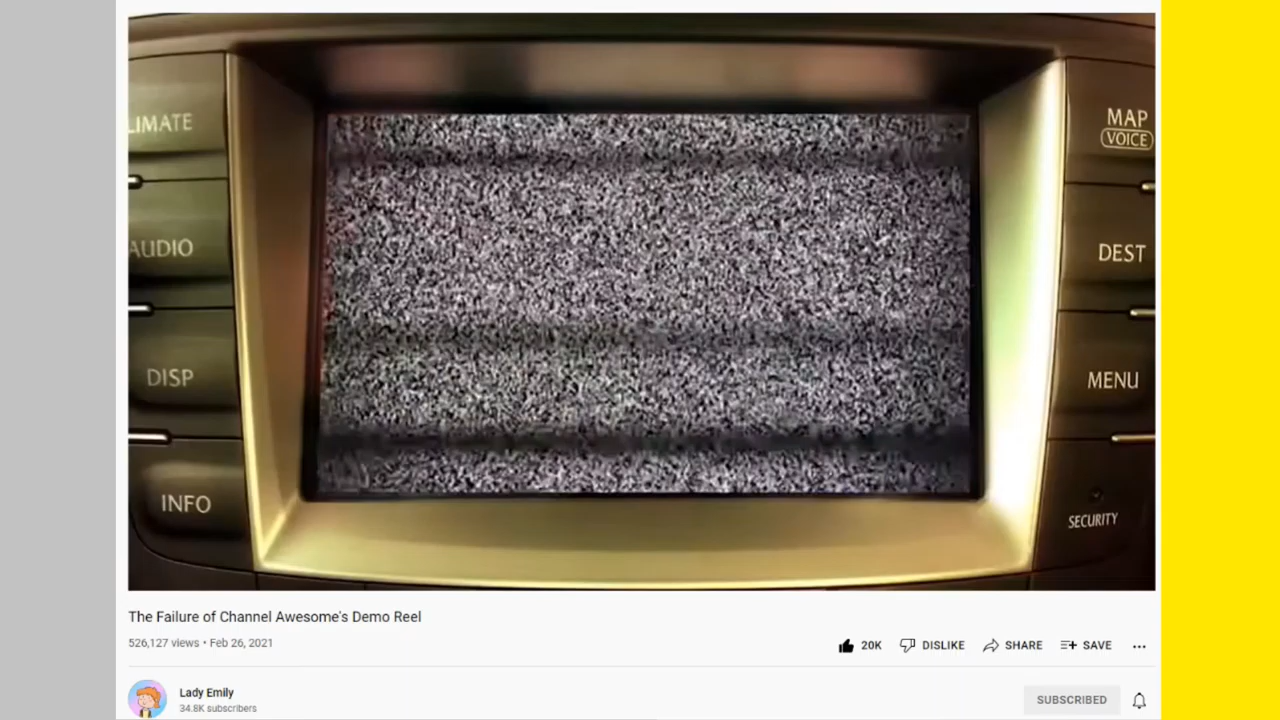 LIMATE
MAP
VOICE
AUDIO
DEST
DISP
MENU
INFO
SECURITY
The Failure of Channel Awesome's Demo Reel
526,127 views • Feb 26, 2021
20K DISLIKE SHARE SAVE
Lady Emily
34.8K subscribers
SUBSCRIBED